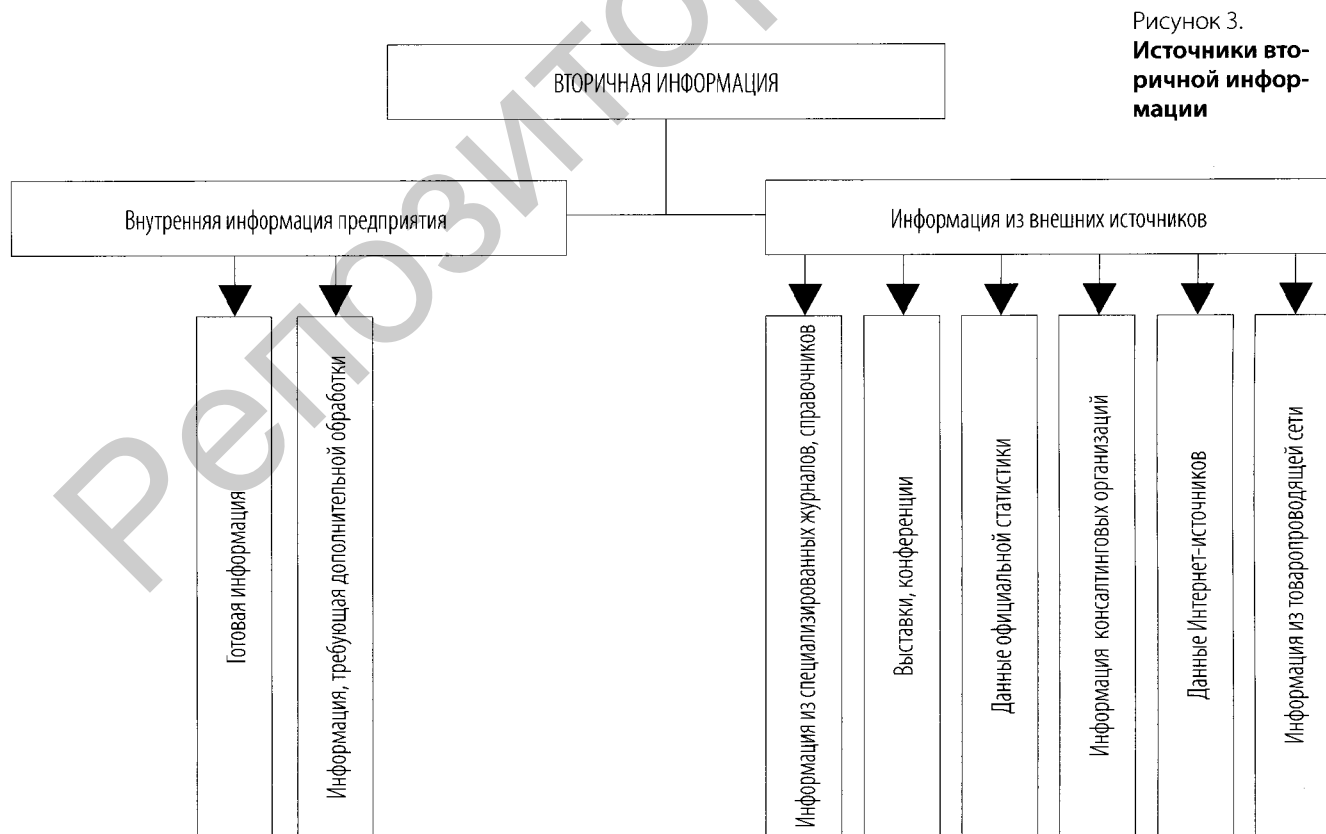 Рисунок 3.
Источники вто-
ричной инфор-
мации
ВТОРИЧНАЯ ИНФОРМАЦИЯ
Внутренняя информация предприятия
Информация из внешних источников
Готовая информация
Информация, требующая дополнительной обработки
Информация из специализированных журналов, справочников
Выставки, конференции
Данные официальной статистики
Информация консалтинговых организаций
Данные Интернет-источников
Информация из товаропроводящей сети
Репозитор